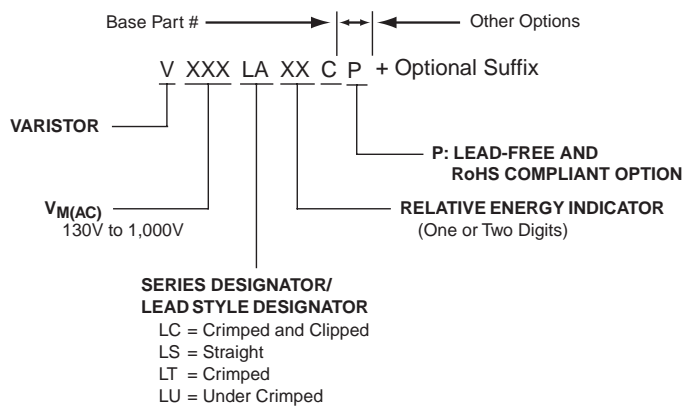 Base Part #
Other Options
V XXX LA XX C P + Optional Suffix
VARISTOR
P: LEAD-FREE AND
RoHS COMPLIANT OPTION
VM(AC)
130V to 1,000V
RELATIVE ENERGY INDICATOR
(One or Two Digits)
SERIES DESIGNATOR/
LEAD STYLE DESIGNATOR
LC = Crimped and Clipped
LS = Straight
LT = Crimped
LU = Under Crimped